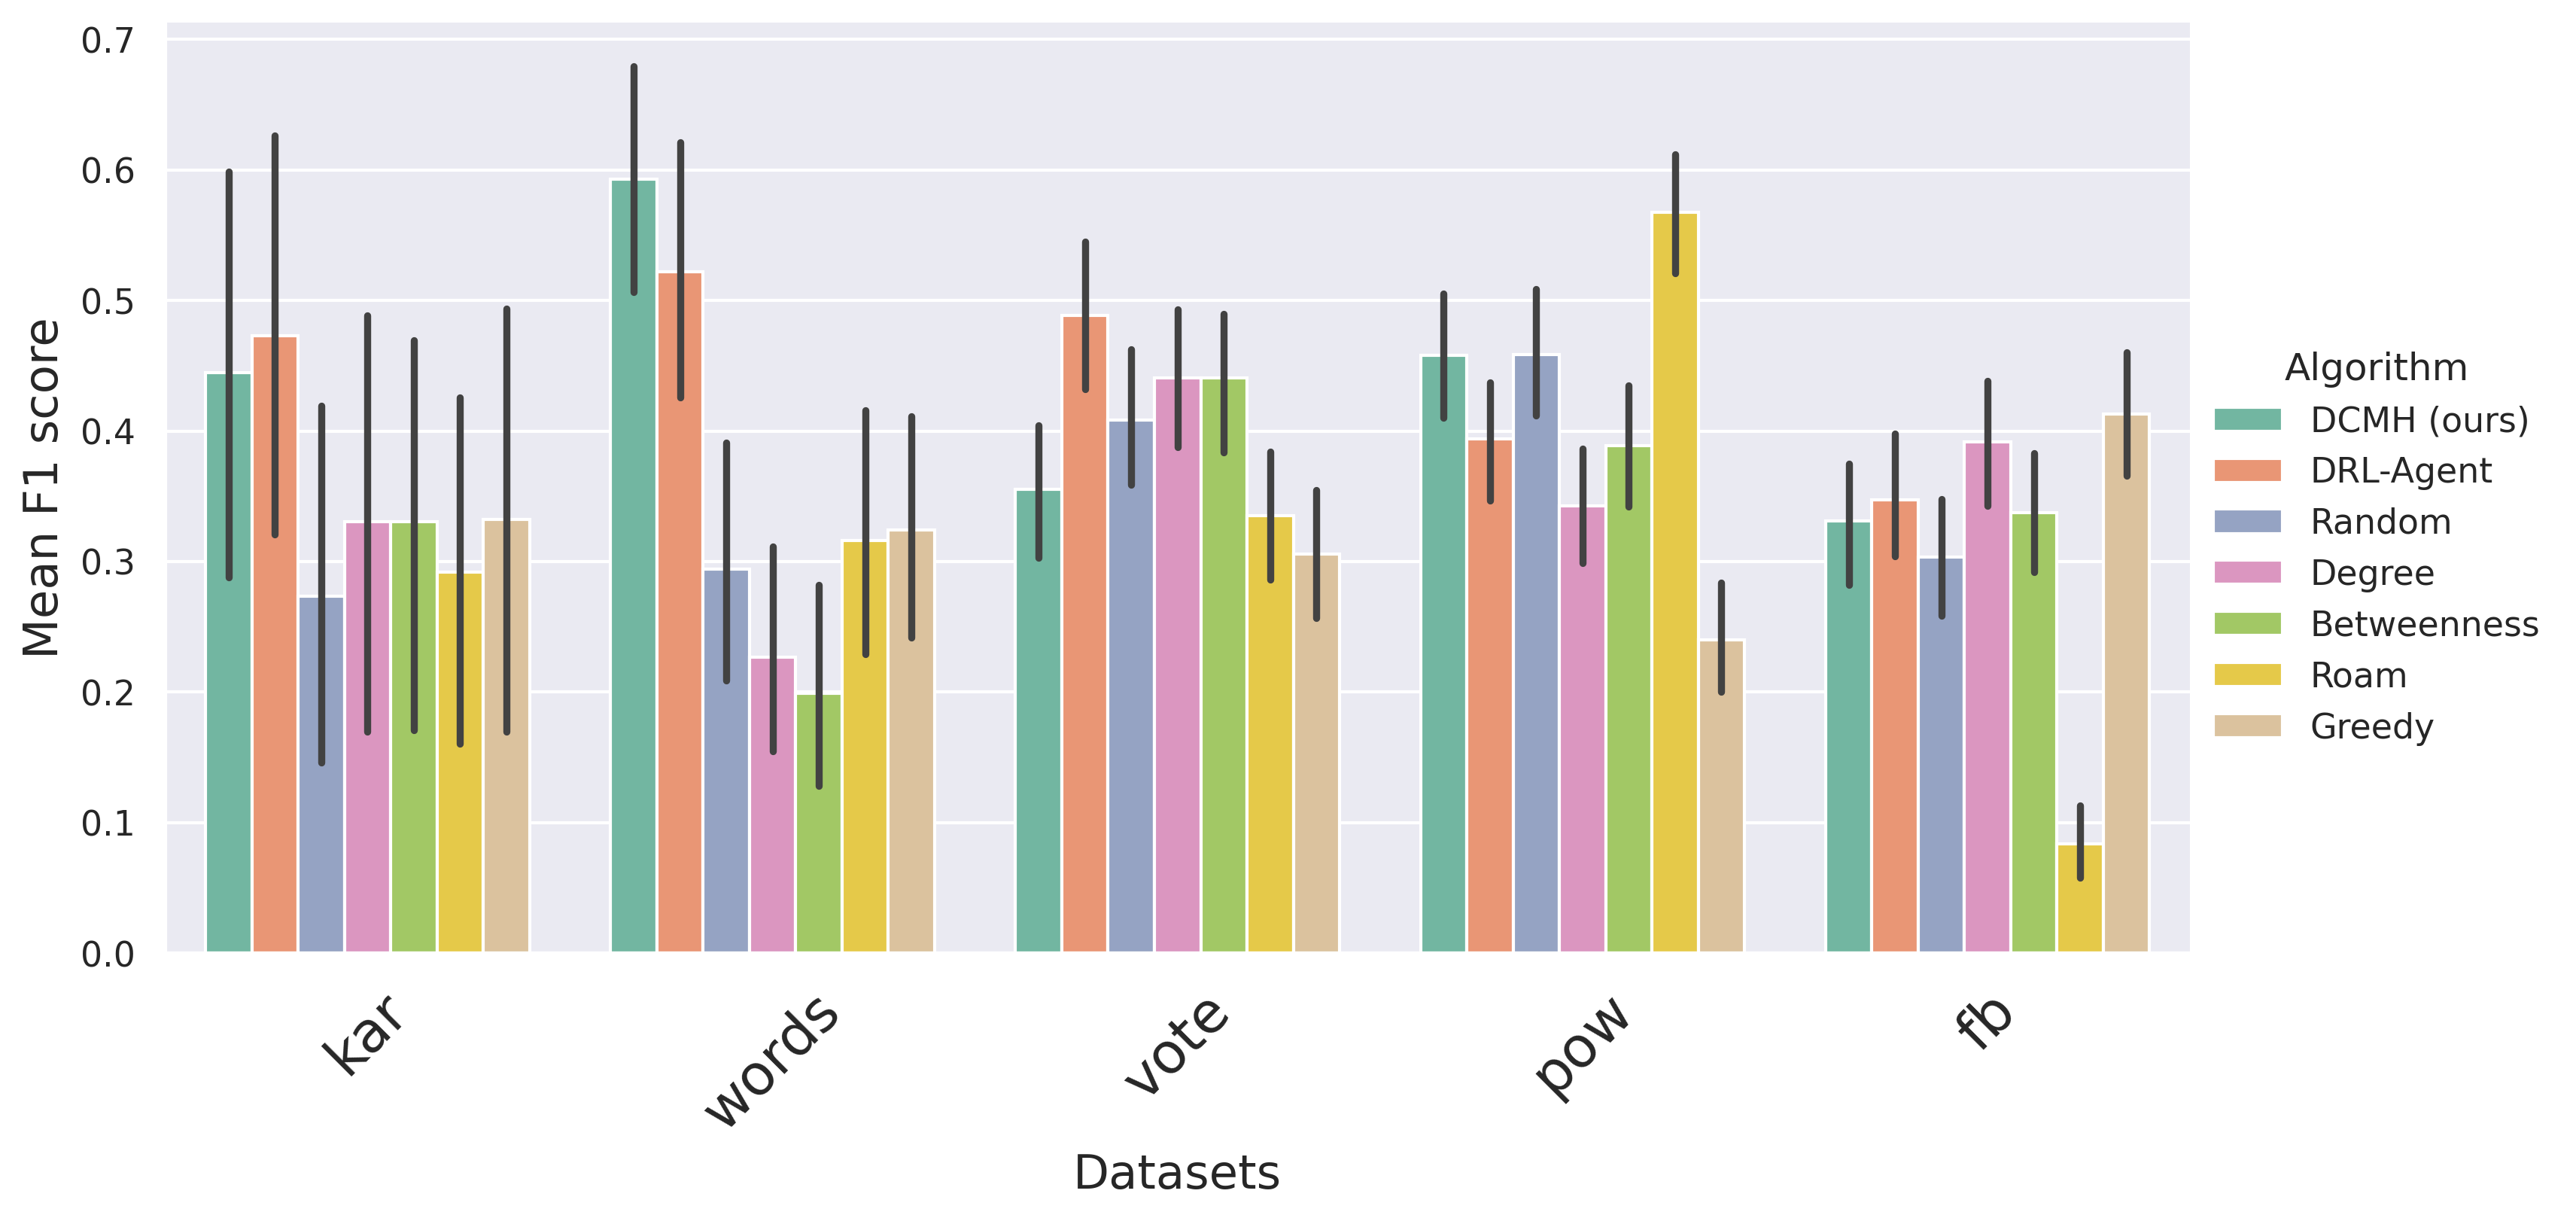 0.7
0.6
0.5
0.4
0.3
0.2
0.1
0.0
Mean F1 score
kar
words
vote
pow
fb
Datasets
Algorithm
DCMH (ours)
DRL-Agent
Random
Degree
Betweenness
Roam
Greedy